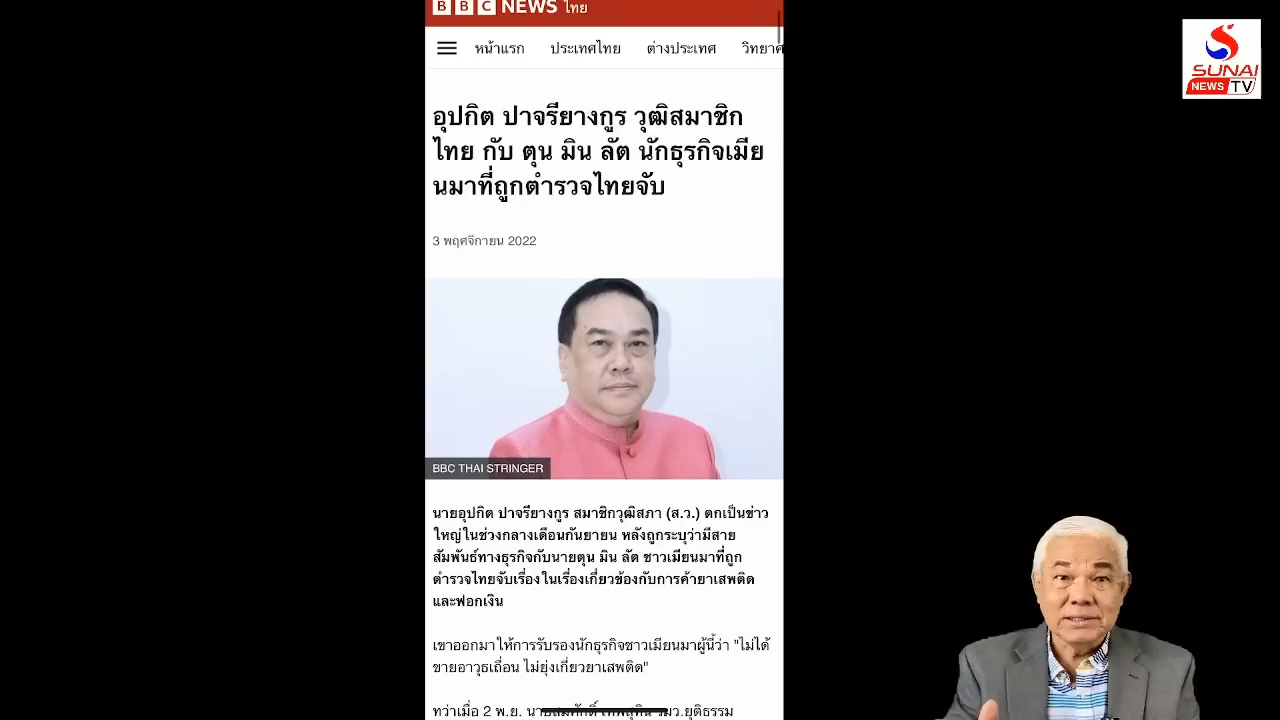 BBC NEWS ไทย
หน้าแรก ประเทศไทย ต่างประเทศ
อุปกิต ปาจรียางกูร วุฒิสมาชิก
ไทย กับ ตุน มิน ลัต นักธุรกิจเมีย
นมาที่ถูกตำรวจไทยจับ
3 พฤศจิกายน 2022
BBC THAI STRINGER
นายอุปกิต ปาจรียางกูร สมาชิกวุฒิสภา (ส.ว.) ตกเป็นข่าว
ใหญ่ในช่วงกลางเดือนกันยายน หลังถูกระบุว่ามีสาย
สัมพันธ์ทางธุรกิจกับนายตุน มิน ลัต ชาวเมียนมาที่ถูก
ตำรวจไทยจับเรื่องในเรื่องเกี่ยวข้องกับการค้ายาเสพติด
และฟอกเงิน
เขาออกมาให้การรับรองนักธุรกิจชาวเมียนมาผู้นี้ว่า "ไม่ได้
ขายอาวุธเถื่อน ไม่ยุ่งเกี่ยวยาเสพติด"
ทว่าเมื่อ 2 พ.ย.
SUNAI
NEWS TV